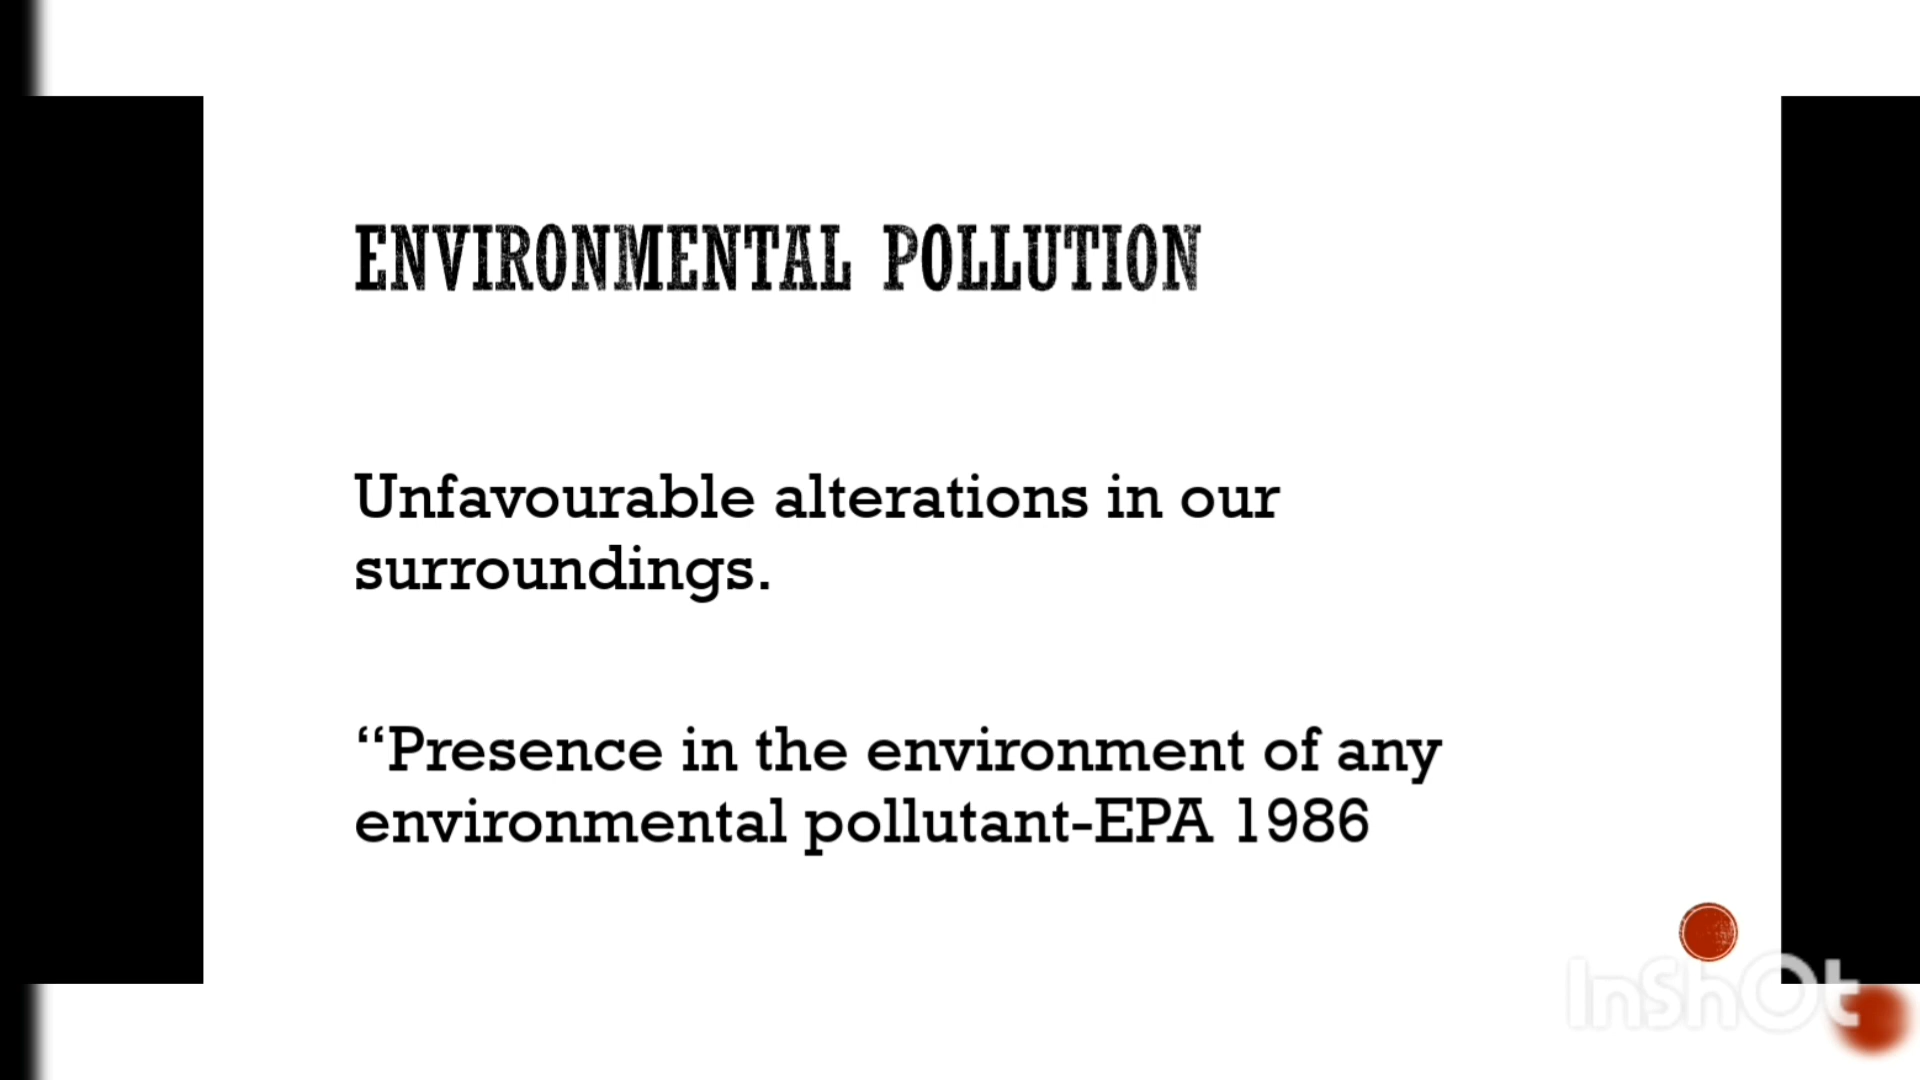 ENVIRONMENTAL POLLUTION
Unfavourable alterations in our
surroundings.
“Presence in the environment of any
environmental pollutant-EPA 1986
InShOt